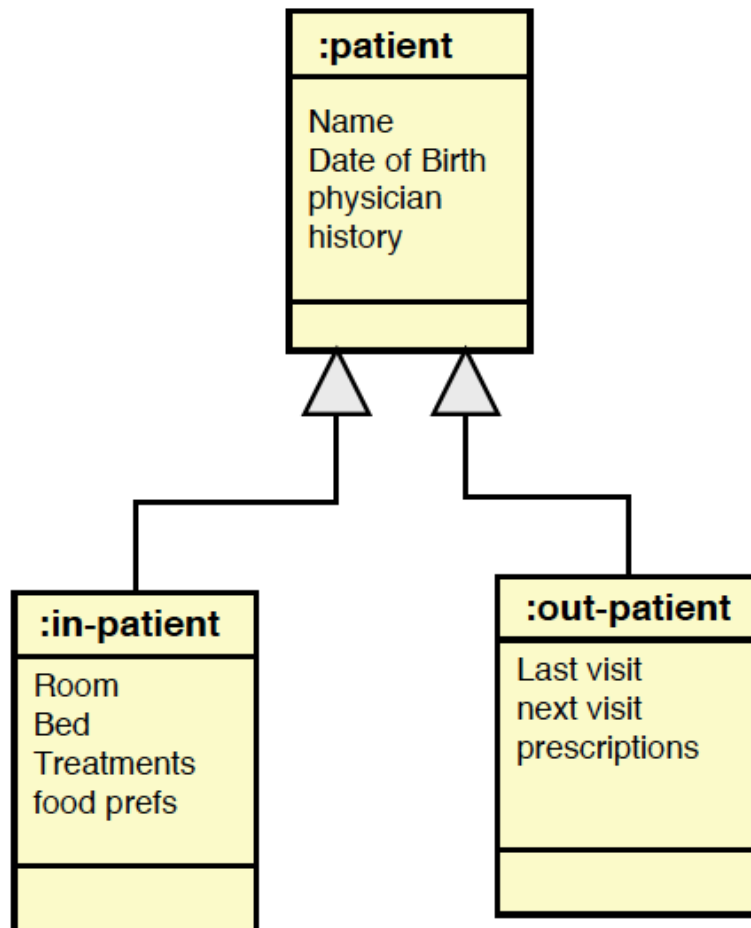 :patient
Name
Date of Birth
physician
history
:in-patient
Room
Bed
Treatments
food prefs
:out-patient
Last visit
next visit
prescriptions